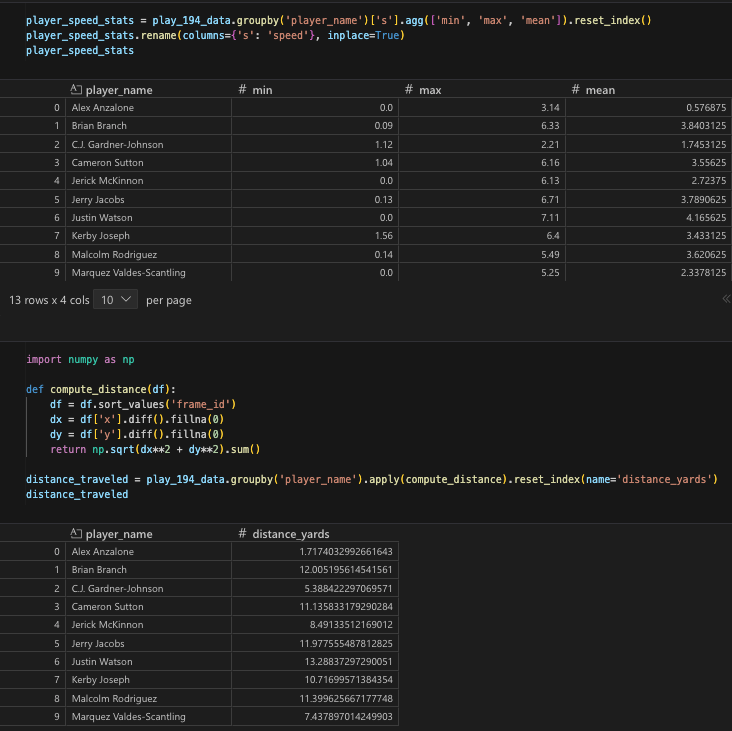 player_speed_stats = play_194_data.groupby('player_name')['s'].agg(['min', 'max', 'mean']).reset_index()
player_speed_stats.rename(columns={'s': 'speed'}, inplace=True)
player_speed_stats
player_name # min # max # mean
0 Alex Anzalone 0.0 3.14 0.576875
1 Brian Branch 0.09 6.33 3.8403125
2 C.J. Gardner-Johnson 1.12 2.21 1.7453125
3 Cameron Sutton 1.04 6.16 3.55625
4 Jerick McKinnon 0.0 6.13 2.72375
5 Jerry Jacobs 0.13 6.71 3.7890625
6 Justin Watson 0.0 7.11 4.165625
7 Kerby Joseph 1.56 6.4 3.433125
8 Malcolm Rodriguez 0.14 5.49 3.620625
9 Marquez Valdes-Scantling 0.0 5.25 2.3378125
13 rows x 4 cols 10 per page
import numpy as np
def compute_distance(df):
df = df.sort_values('frame_id')
dx = df['x'].diff().fillna(0)
dy = df['y'].diff().fillna(0)
return np.sqrt(dx**2 + dy**2).sum()
distance_traveled = play_194_data.groupby('player_name').apply(compute_distance).reset_index(name='distance_yards')
distance_traveled
player_name # distance_yards
0 Alex Anzalone 1.7174032992661643
1 Brian Branch 12.005195614541561
2 C.J. Gardner-Johnson 5.388422297069571
3 Cameron Sutton 11.135833179290284
4 Jerick McKinnon 8.49133512169012
5 Jerry Jacobs 11.977555487812825
6 Justin Watson 13.28837297290051
7 Kerby Joseph 10.71699571384354
8 Malcolm Rodriguez 11.399625667177748
9 Marquez Valdes-Scantling 7.437897014249903